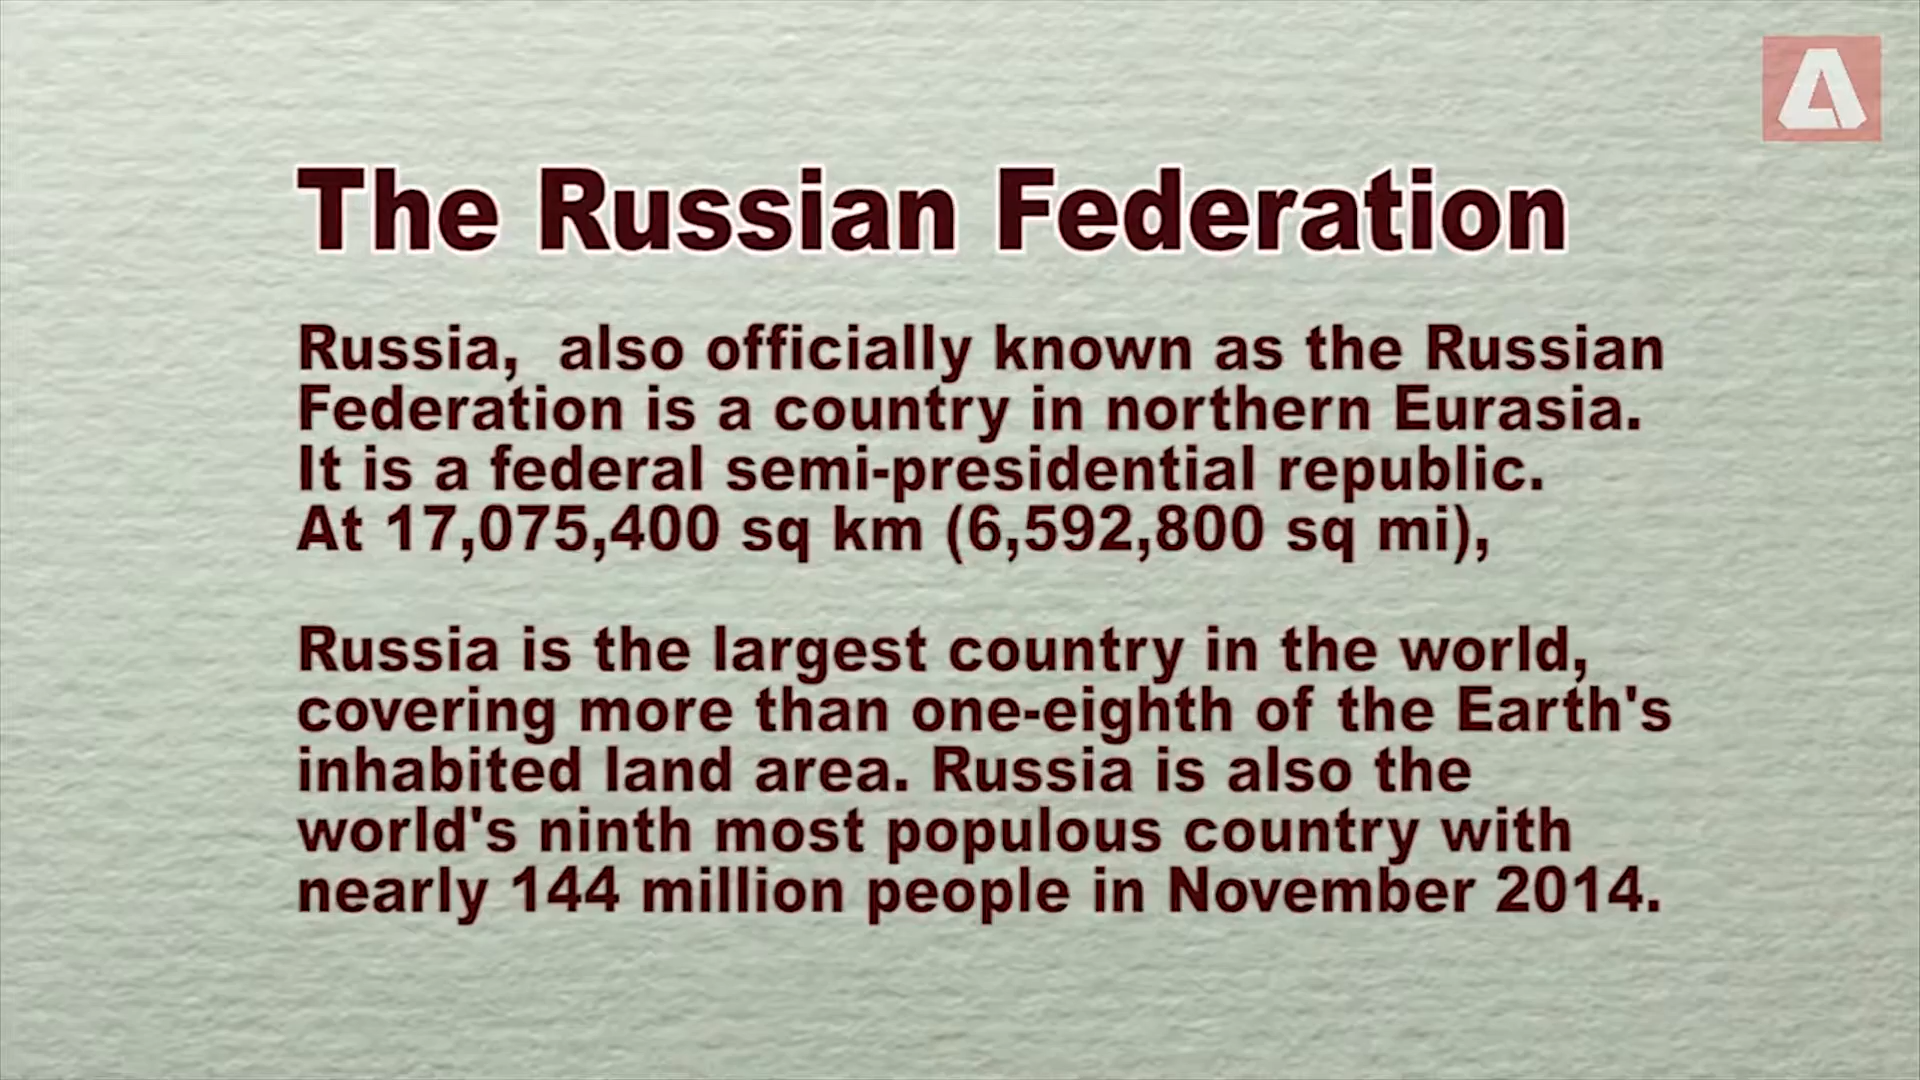 The Russian Federation
Russia,  also officially known as the Russian
Federation is a country in northern Eurasia.
It is a federal semi-presidential republic.
At 17,075,400 sq km (6,592,800 sq mi),
Russia is the largest country in the world,
covering more than one-eighth of the Earth's
inhabited land area. Russia is also the
world's ninth most populous country with
nearly 144 million people in November 2014.